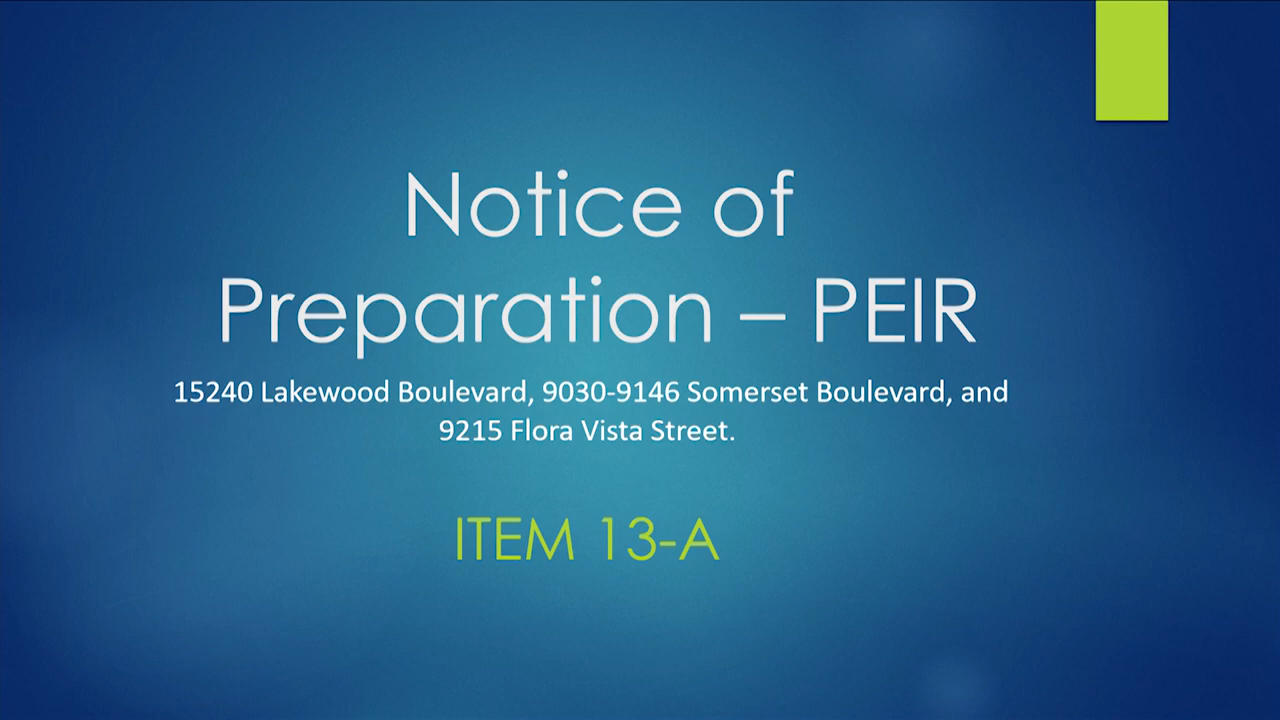 Notice of
Preparation – PEIR
15240 Lakewood Boulevard, 9030-9146 Somerset Boulevard, and
9215 Flora Vista Street.
ITEM 13-A